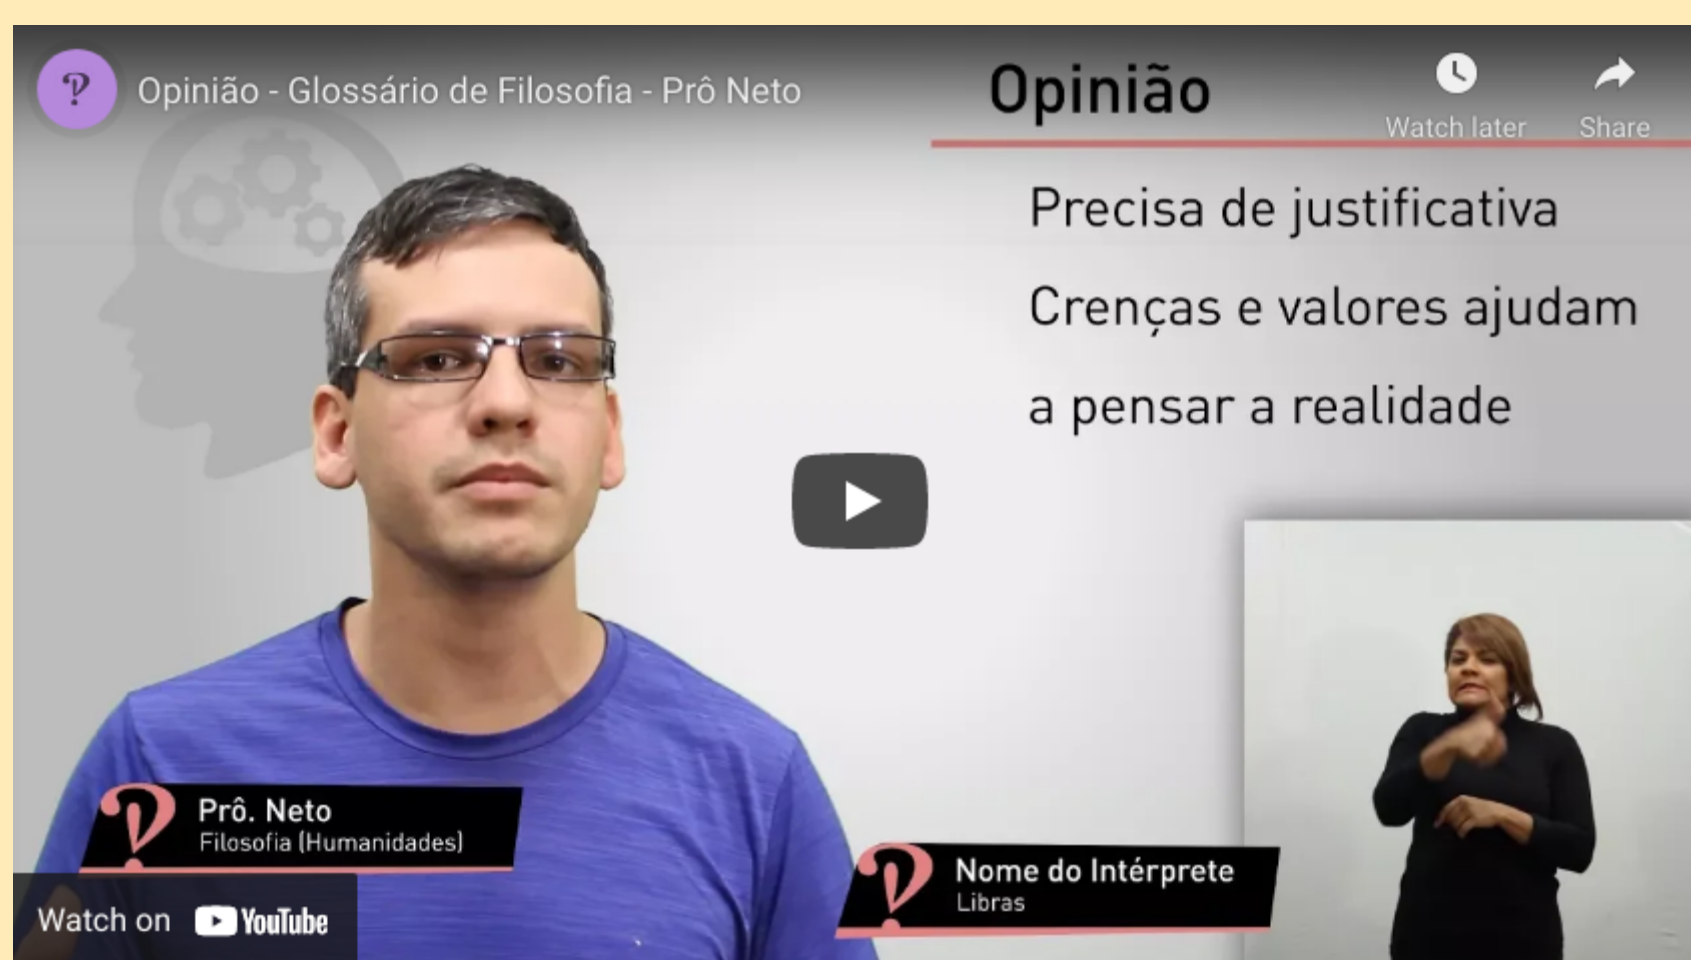 Opinião - Glossário de Filosofia - Prô Neto
Opinião
Watch later
Share
Precisa de justificativa
Crenças e valores ajudam
a pensar a realidade
Prô. Neto
Filosofia (Humanidades)
Nome do Intérprete
Libras
Watch on YouTube